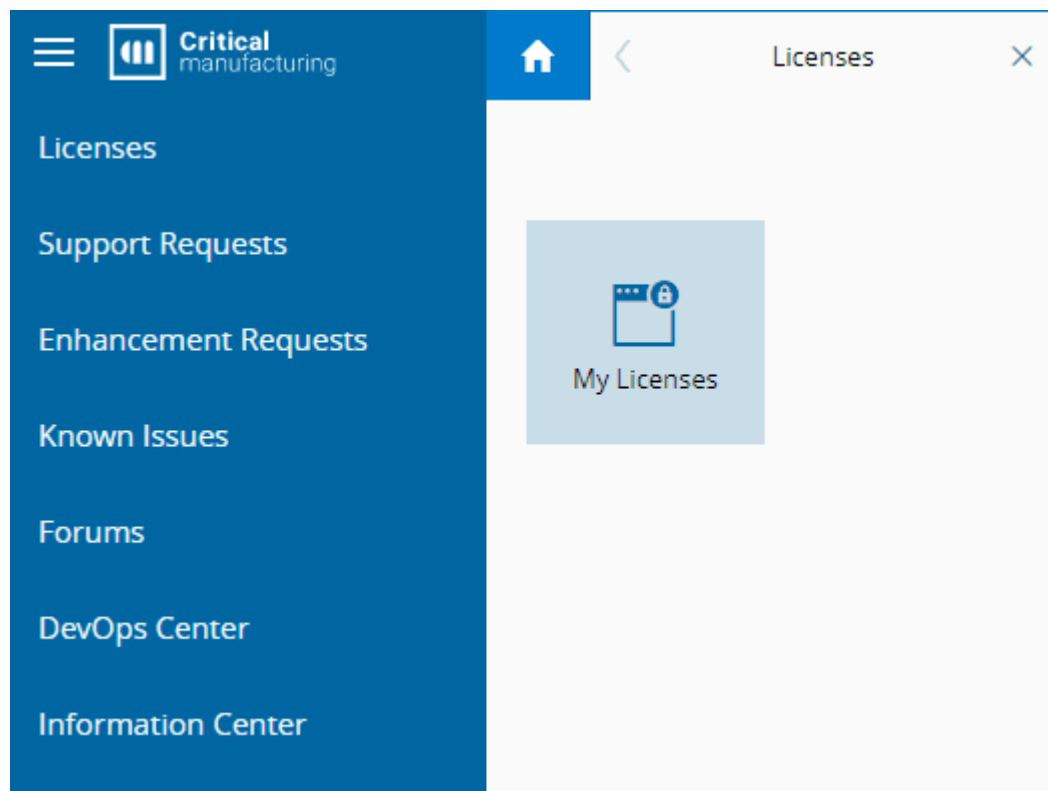 Critical
manufacturing
Licenses
Licenses
Support Requests
Enhancement Requests
Known Issues
Forums
DevOps Center
Information Center
My Licenses